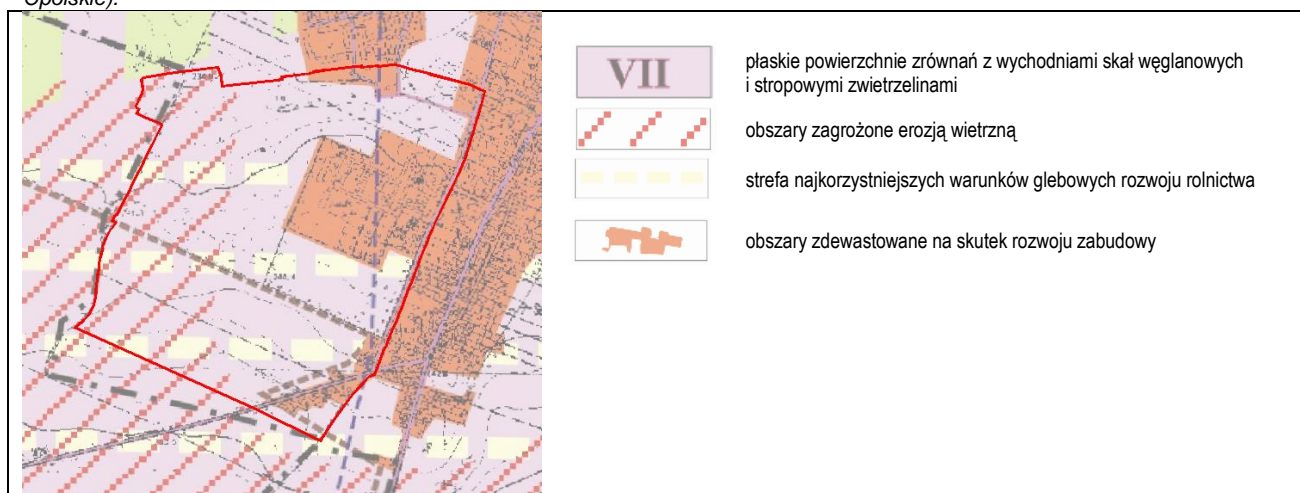 Opolskie).
VII
płaskie powierzchnie zrównań z wychodniami skał węglanowych
i stropowymi zwietrzelinami
obszary zagrożone erozją wietrzną
strefa najkorzystniejszych warunków glebowych rozwoju rolnictwa
obszary zdewastowane na skutek rozwoju zabudowy